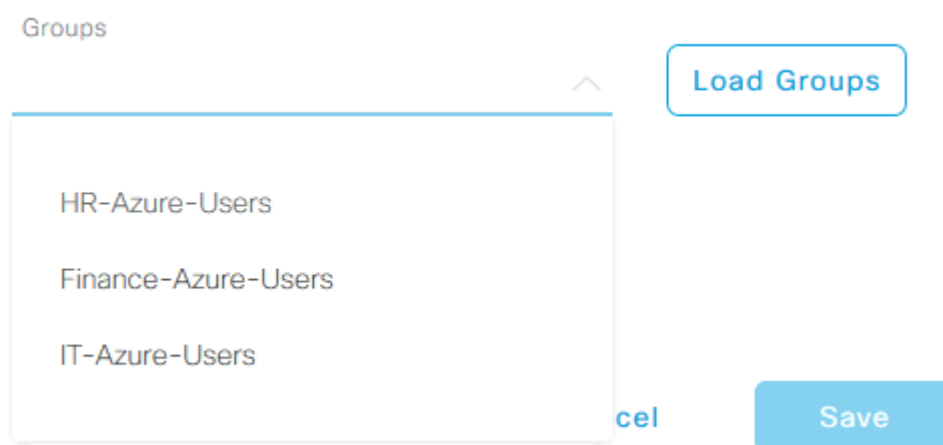 Groups
Load Groups
HR-Azure-Users
Finance-Azure-Users
IT-Azure-Users
cel
Save